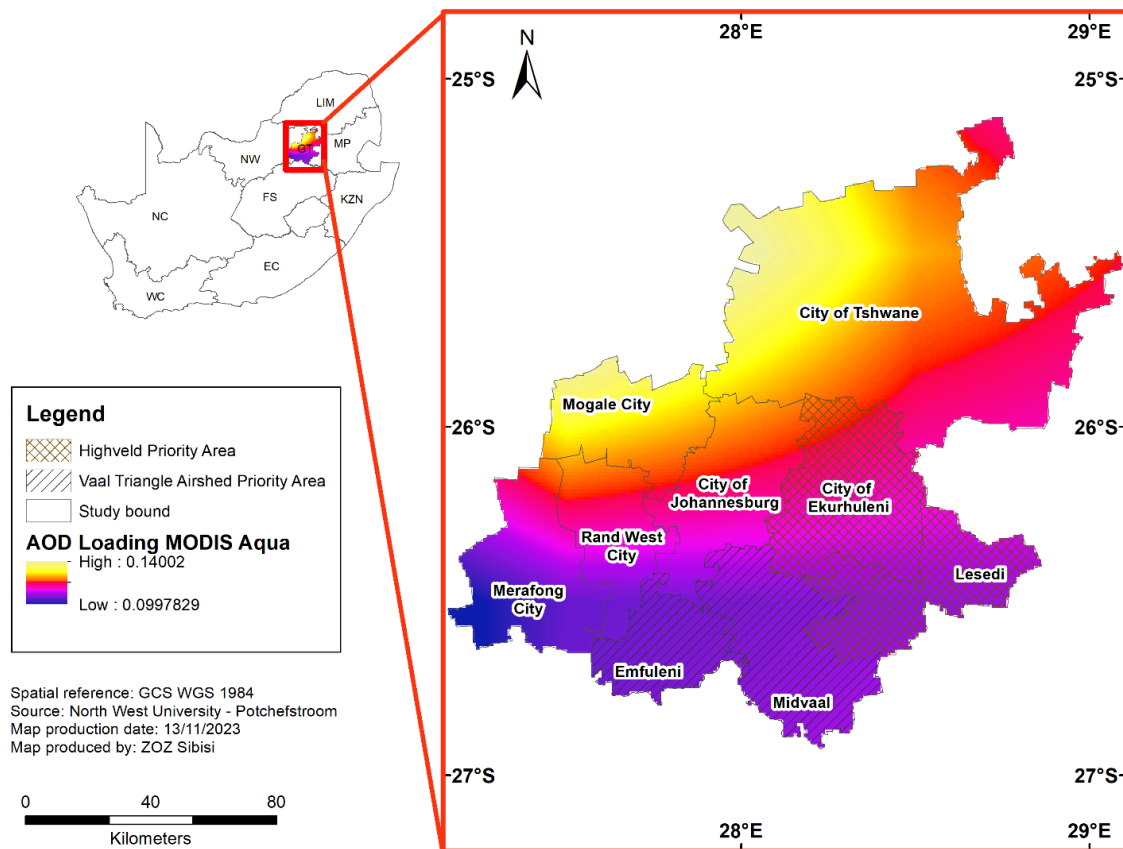 28°E
29°E
N
25°S
25°S
LIM
GT
MP
NW
FS
KZN
NC
EC
WC
City of Tshwane
Mogale City
26°S
26°S
Legend
Highveld Priority Area
Vaal Triangle Airshed Priority Area
Study bound
AOD Loading MODIS Aqua
High : 0.14002
Low : 0.0997829
City of
Johannesburg
City of
Ekurhuleni
Rand West
City
Lesedi
Merafong
City
Emfuleni
Midvaal
Spatial reference: GCS WGS 1984
Source: North West University - Potchefstroom
Map production date: 13/11/2023
Map produced by: ZOZ Sibisi
27°S
27°S
0 40 80
Kilometers
28°E
29°E